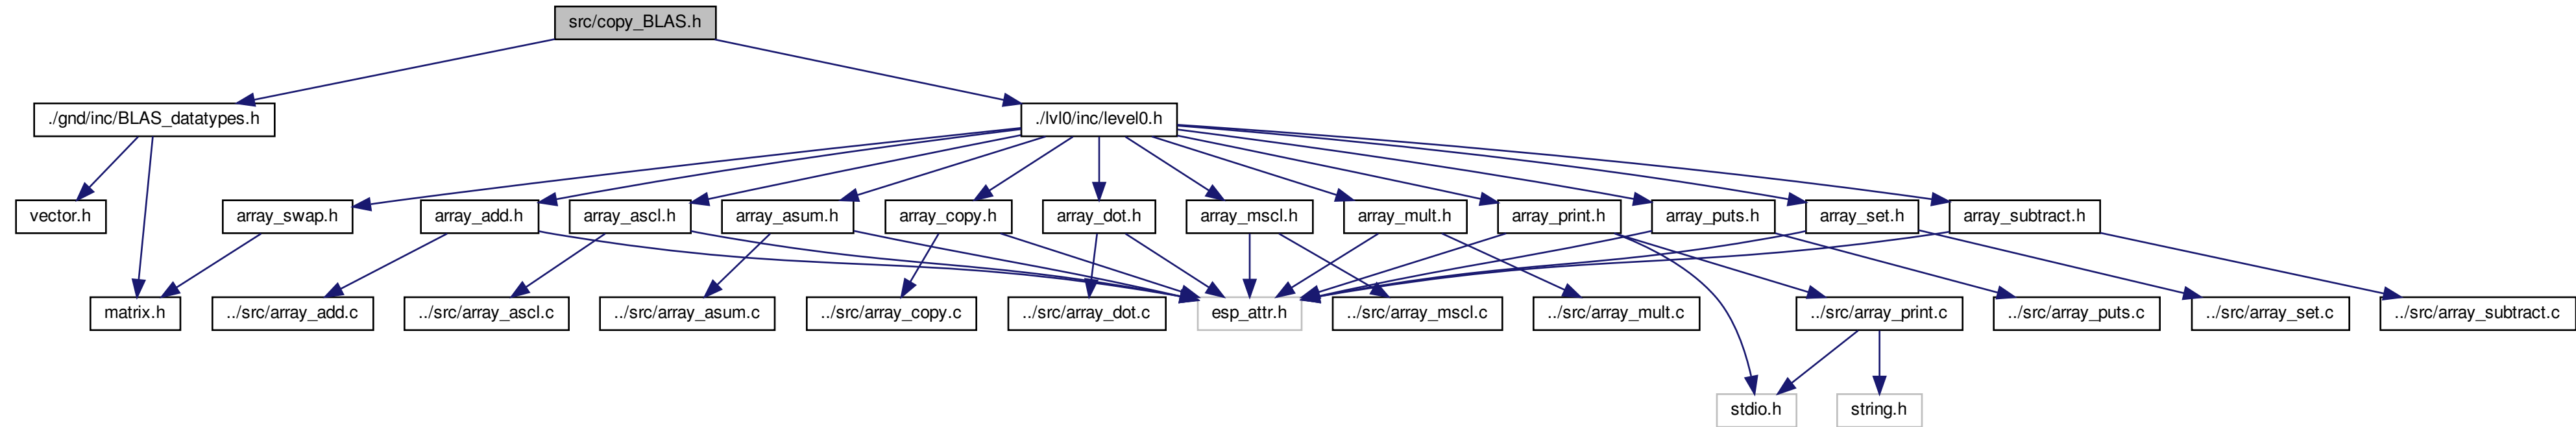 src/copy_BLAS.h
./gnd/inc/BLAS_datatypes.h
./lvl0/inc/level0.h
vector.h
array_swap.h
array_add.h
array_ascl.h
array_asum.h
array_copy.h
array_dot.h
array_mscl.h
array_mult.h
array_print.h
array_puts.h
array_set.h
array_subtract.h
matrix.h
../src/array_add.c
../src/array_ascl.c
../src/array_asum.c
../src/array_copy.c
../src/array_dot.c
esp_attr.h
../src/array_mscl.c
../src/array_mult.c
../src/array_print.c
../src/array_puts.c
../src/array_set.c
../src/array_subtract.c
stdio.h
string.h